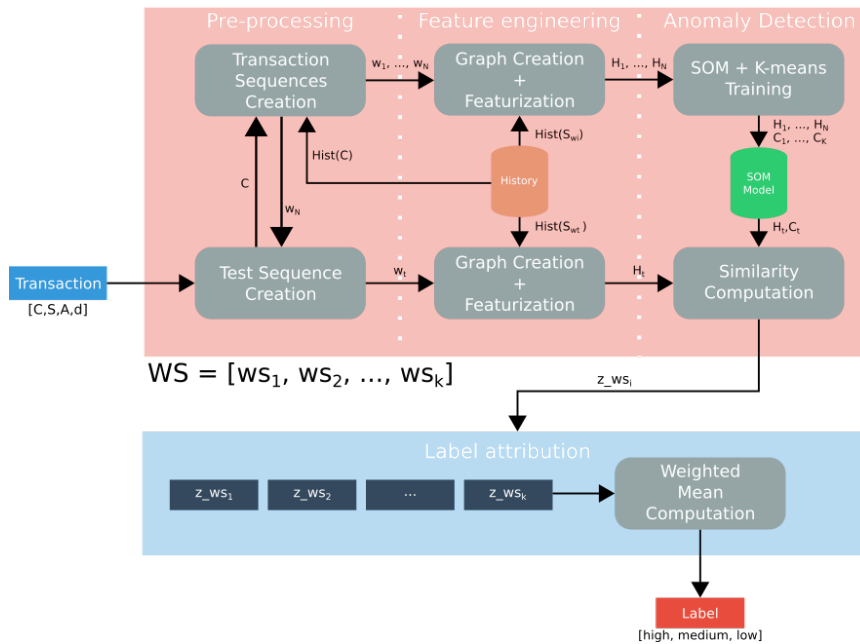 Pre-processing
Feature engineering
Anomaly Detection
Transaction
Sequences
Creation
w₁, ..., w_N
Graph Creation
+
Featurization
H₁, ..., H_N
SOM + K-means
Training
Hist(C)
Hist(S_wi)
H₁, ..., H_N
C₁, ..., C_K
C
w_N
History
SOM
Model
Hist(S_wt)
H_t,C_t
Transaction
[C,S,A,d]
Test Sequence
Creation
w_t
Graph Creation
+
Featurization
H_t
Similarity
Computation
WS = [ws₁, ws₂, ..., ws_k]
z_ws_i
Label attribution
z_ws₁
z_ws₂
...
z_ws_k
Weighted
Mean
Computation
Label
[high, medium, low]